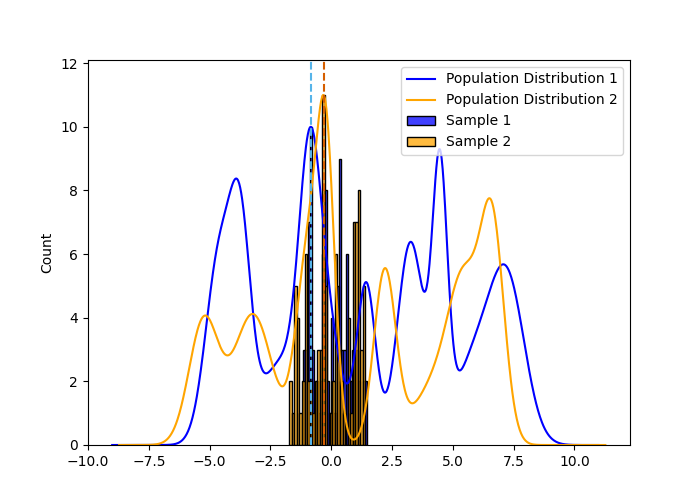 12
10
8
6
4
2
0
Count
−10.0 −7.5 −5.0 −2.5 0.0 2.5 5.0 7.5 10.0
Population Distribution 1
Population Distribution 2
Sample 1
Sample 2